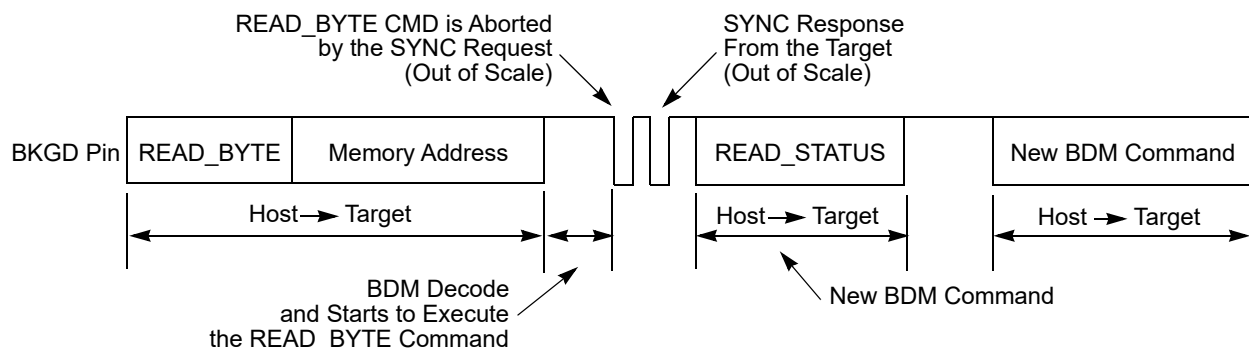 READ_BYTE CMD is Aborted
by the SYNC Request
(Out of Scale)
SYNC Response
From the Target
(Out of Scale)
BKGD Pin
READ_BYTE
Memory Address
READ_STATUS
New BDM Command
Host Target
Host Target
Host Target
BDM Decode
and Starts to Execute
the READ_BYTE Command
New BDM Command